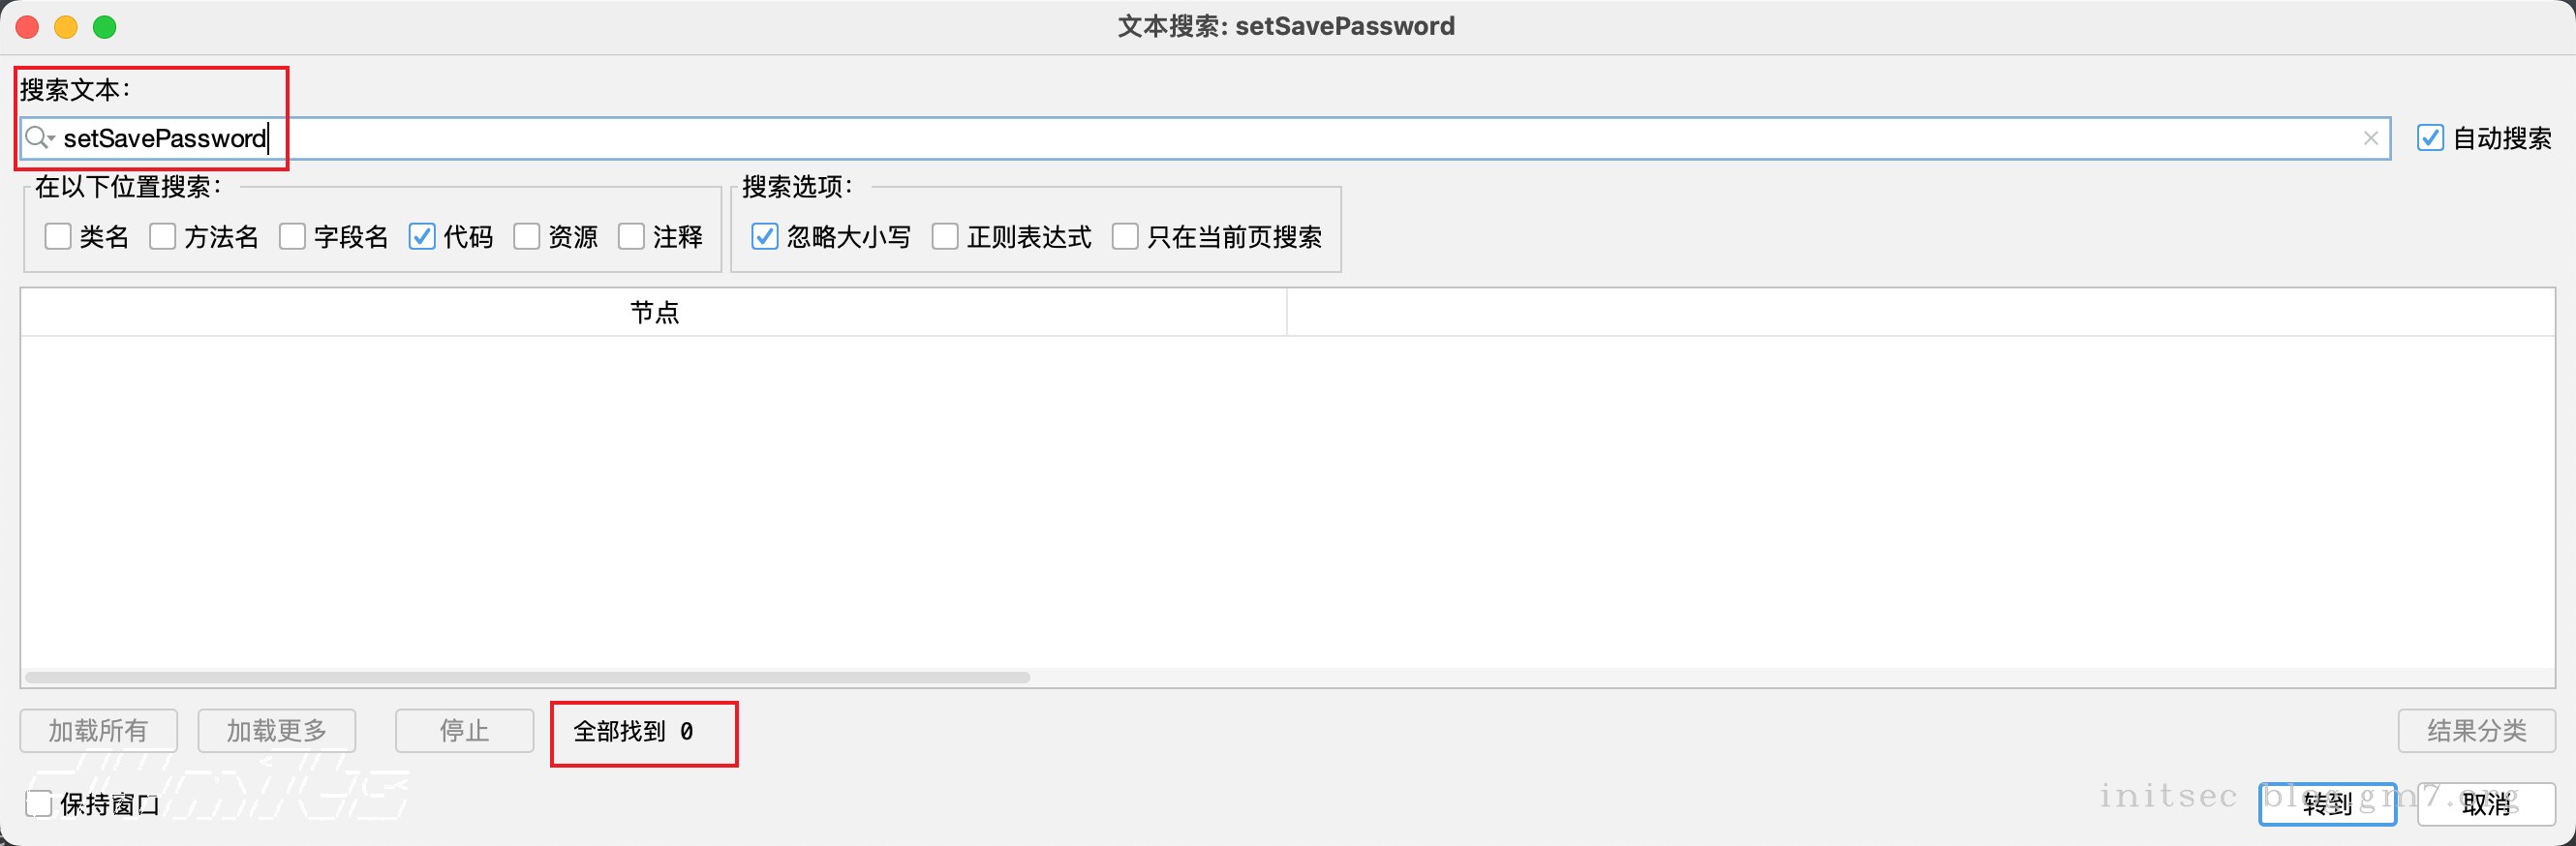 文本搜索: setSavePassword
搜索文本:
setSavePassword
自动搜索
在以下位置搜索:
搜索选项:
类名 方法名 字段名 代码 资源 注释
忽略大小写 正则表达式 只在当前页搜索
节点
加载所有 加载更多 停止 全部找到 0 结果分类
保持窗口
转到 取消
initsec blog.gm7.org